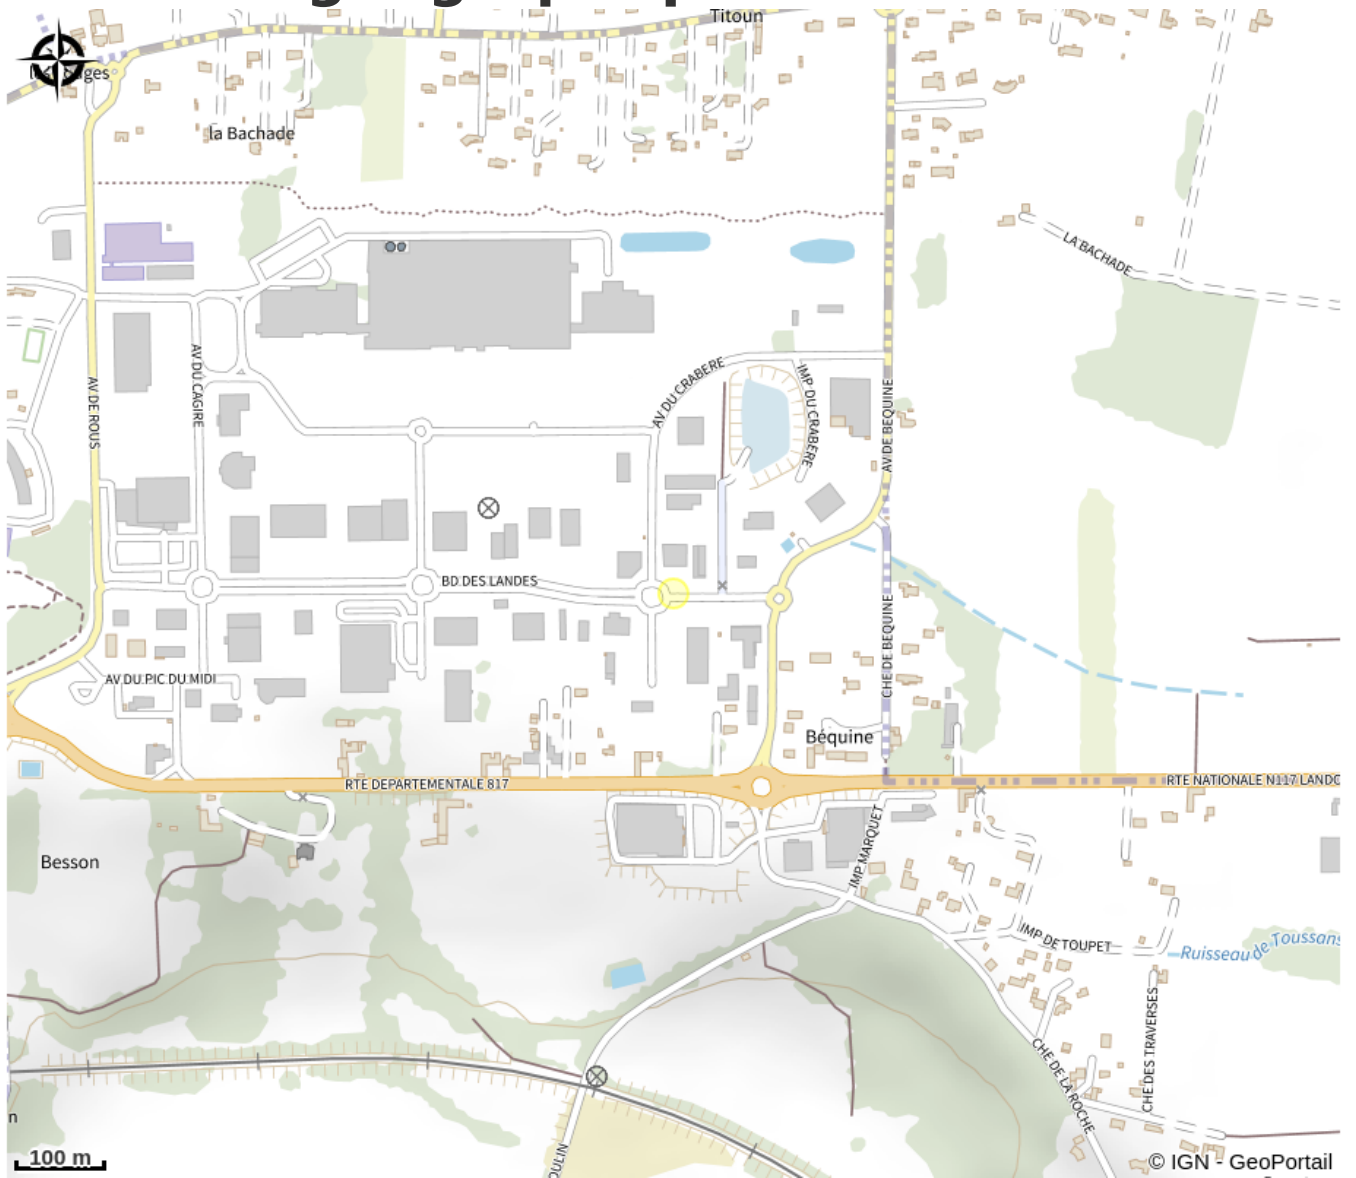 Titoun
la Bachade
LA BACHADE
AV DU CRABERE
IMP DU CRABERE
AV DE ROUS
AV DU CAGIRE
AV DE BEQUINE
BD DES LANDES
CHE DE BEQUINE
AV DU PIC DU MIDI
Béquine
RTE DEPARTEMENTALE 817
RTE NATIONALE N117 LANDO
IMP MARQUET
Besson
IMP DE TOUPET
Ruisseau de Toussans
CHE DES TRAVERSES
CHE DE LA ROCHE
n
OULIN
100 m
© IGN - GeoPortail